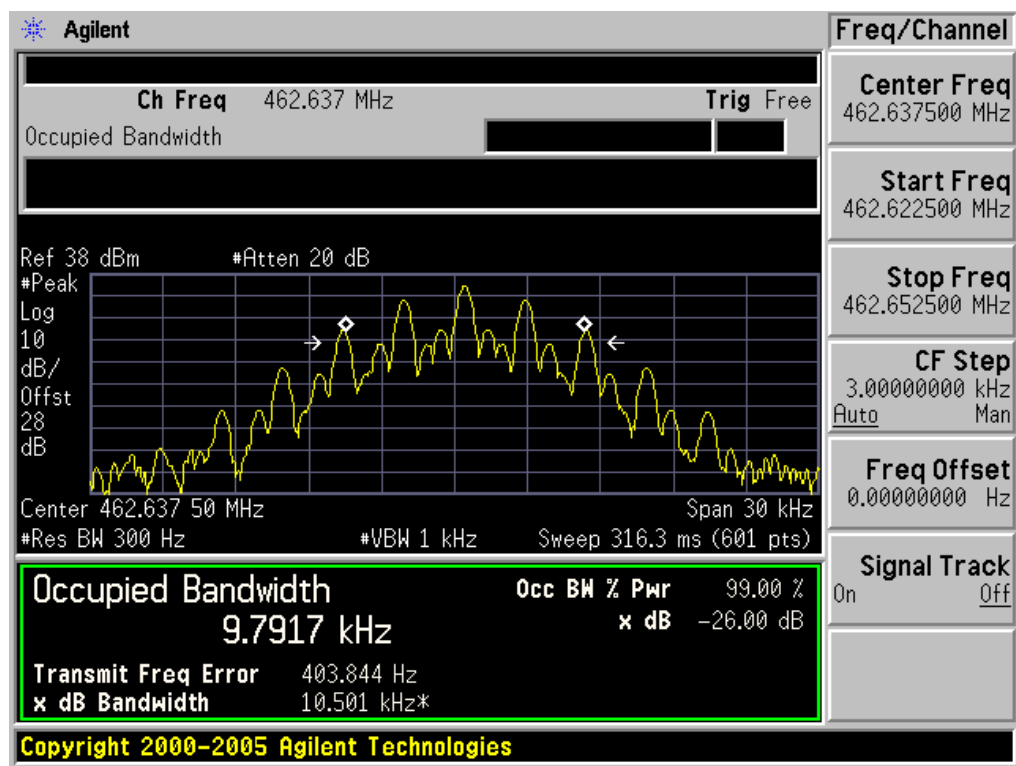 Agilent
Freq/Channel
Ch Freq 462.637 MHz Trig Free
Occupied Bandwidth
Center Freq
462.637500 MHz
Start Freq
462.622500 MHz
Stop Freq
462.652500 MHz
CF Step
3.00000000 kHz
Auto Man
Freq Offset
0.00000000 Hz
Signal Track
On Off
Ref 38 dBm #Atten 20 dB
#Peak
Log
10
dB/
Offst
28
dB
Center 462.637 50 MHz Span 30 kHz
#Res BW 300 Hz #VBW 1 kHz Sweep 316.3 ms (601 pts)
Occupied Bandwidth Occ BW % Pwr 99.00 %
9.7917 kHz x dB -26.00 dB
Transmit Freq Error 403.844 Hz
x dB Bandwidth 10.501 kHz*
Copyright 2000-2005 Agilent Technologies